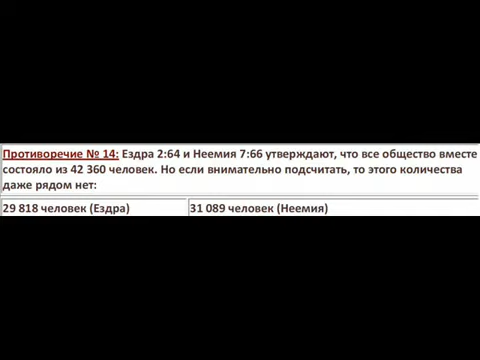 Противоречие № 14: Ездра 2:64 и Неемия 7:66 утверждают, что все общество вместе
состояло из 42 360 человек. Но если внимательно подсчитать, то этого количества
даже рядом нет:
29 818 человек (Ездра) 31 089 человек (Неемия)